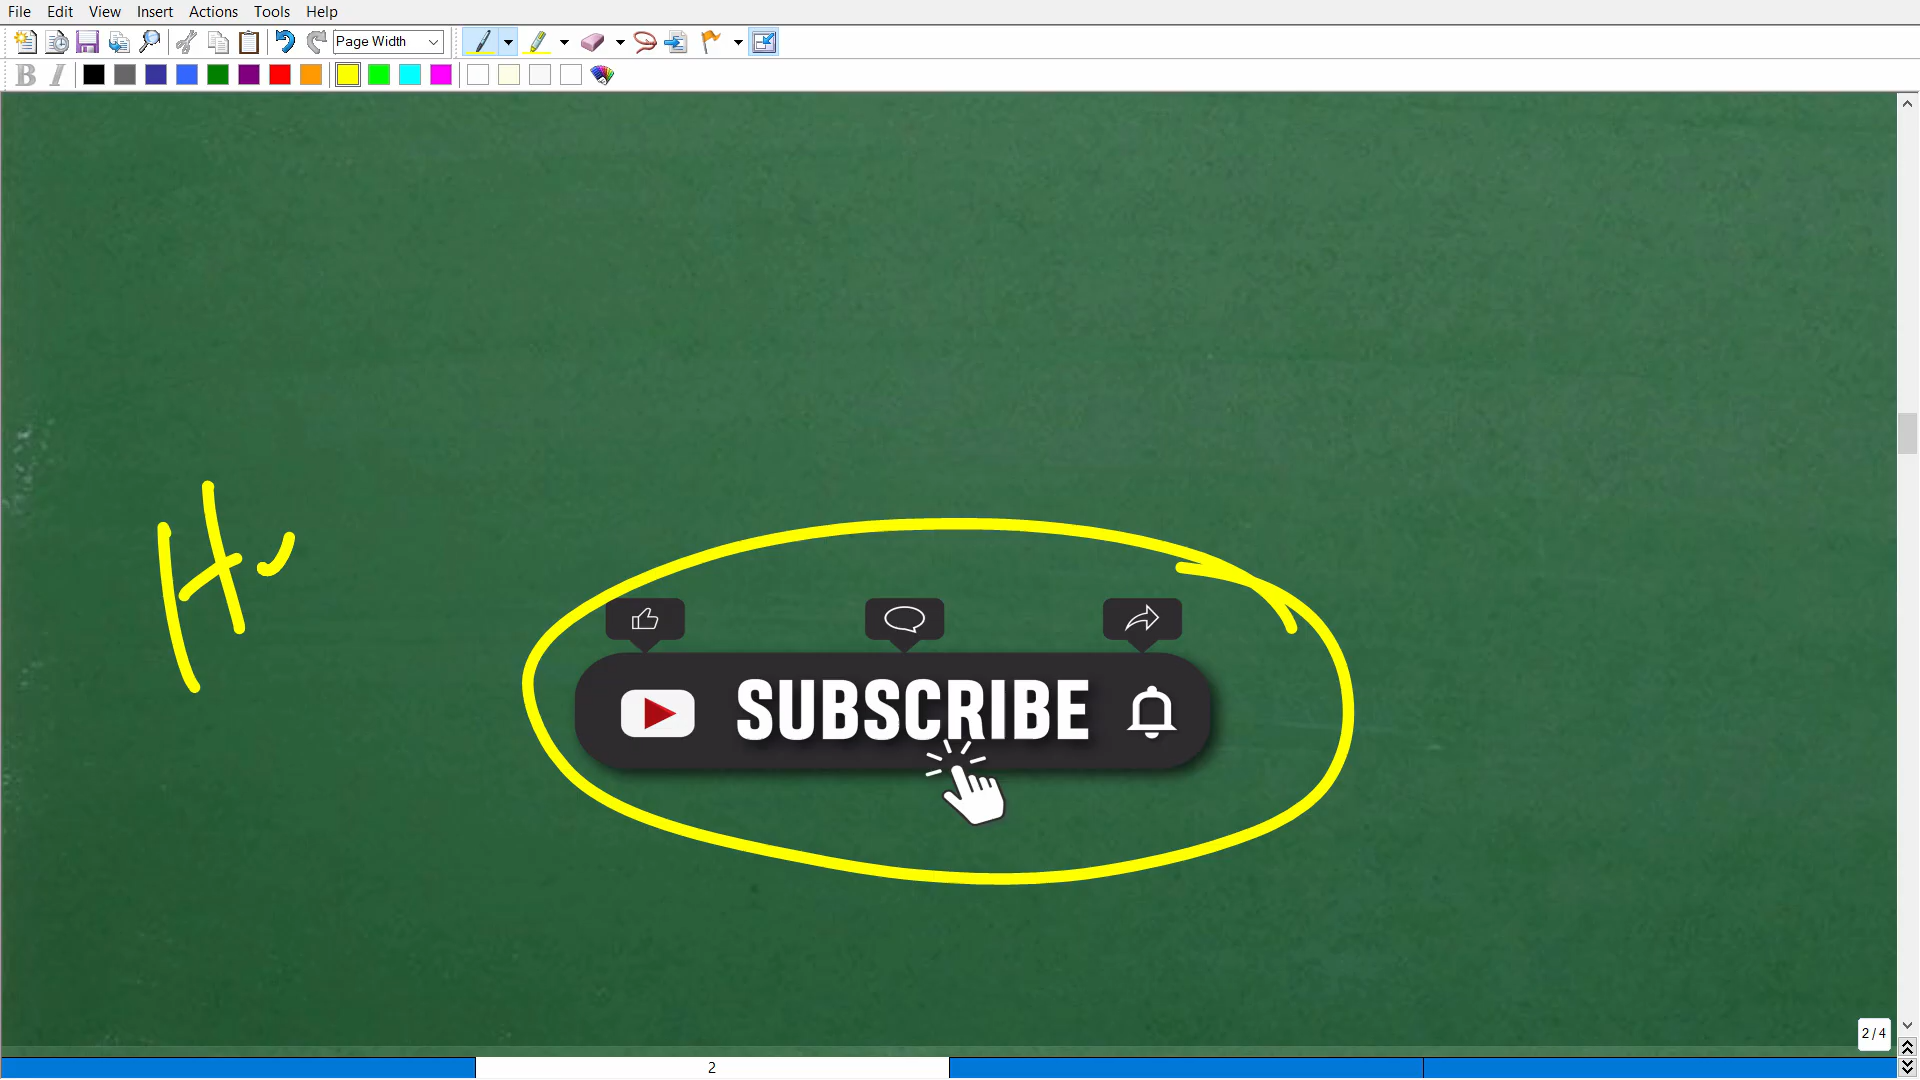 File Edit View Insert Actions Tools Help
Page Width
B I
H
SUBSCRIBE
2 / 4
2